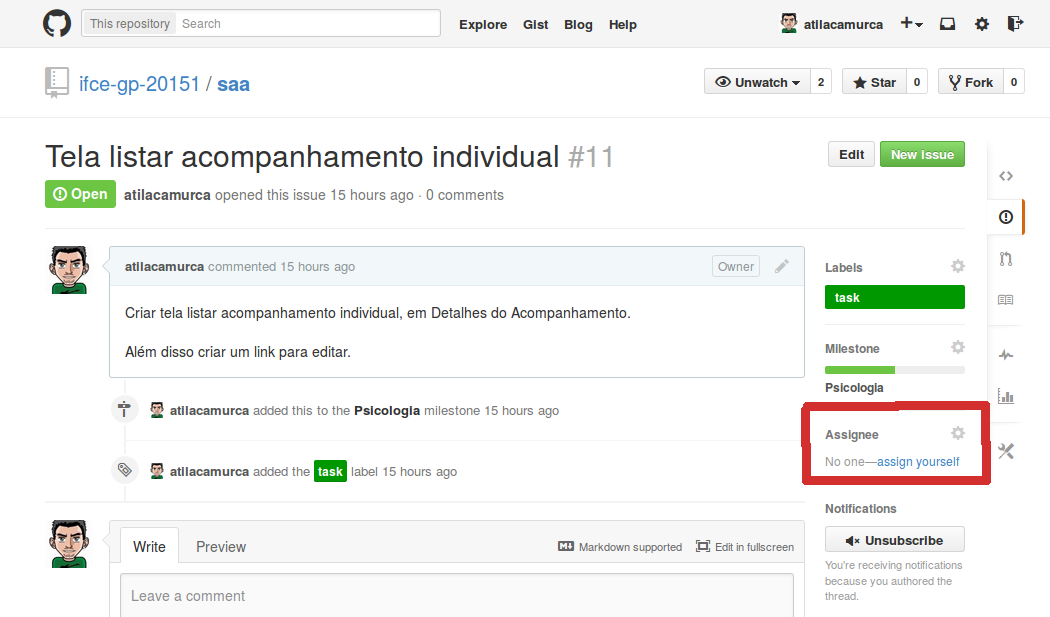 This repository Search Explore Gist Blog Help atilacamurca
ifce-gp-20151 / saa Unwatch 2 Star 0 Fork 0
Tela listar acompanhamento individual #11 Edit New issue
Open atilacamurca opened this issue 15 hours ago · 0 comments
atilacamurca commented 15 hours ago Owner
Criar tela listar acompanhamento individual, em Detalhes do Acompanhamento.
Além disso criar um link para editar.
atilacamurca added this to the Psicologia milestone 15 hours ago
atilacamurca added the task label 15 hours ago
Labels
task
Milestone
Psicologia
Assignee
No one—assign yourself
Notifications
Unsubscribe
You're receiving notifications
because you authored the
thread.
Write Preview Markdown supported Edit in fullscreen
Leave a comment